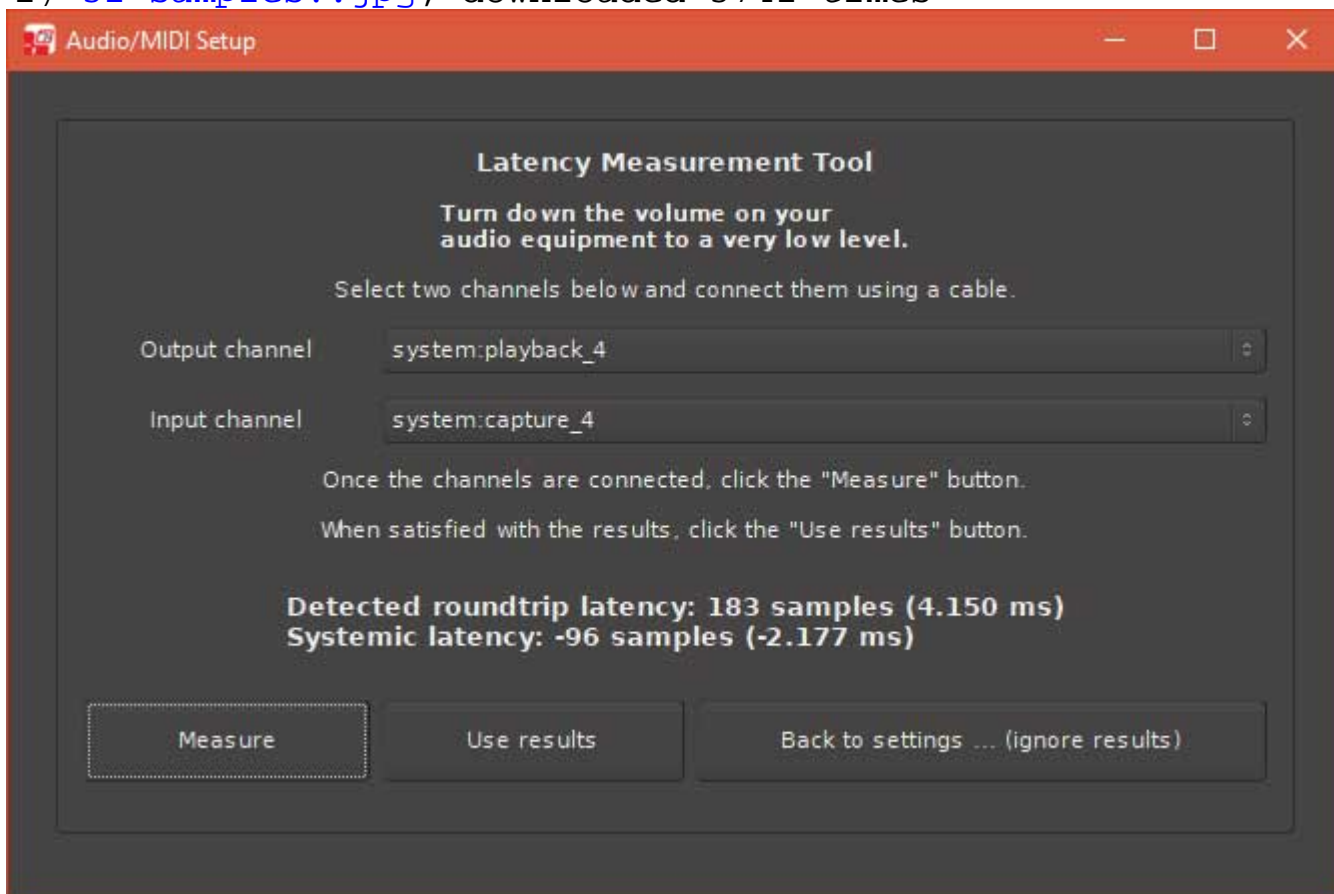 Audio/MIDI Setup
Latency Measurement Tool
Turn down the volume on your
audio equipment to a very low level.
Select two channels below and connect them using a cable.
Output channel system:playback_4
Input channel system:capture_4
Once the channels are connected, click the "Measure" button.
When satisfied with the results, click the "Use results" button.
Detected roundtrip latency: 183 samples (4.150 ms)
Systemic latency: -96 samples (-2.177 ms)
Measure Use results Back to settings ... (ignore results)